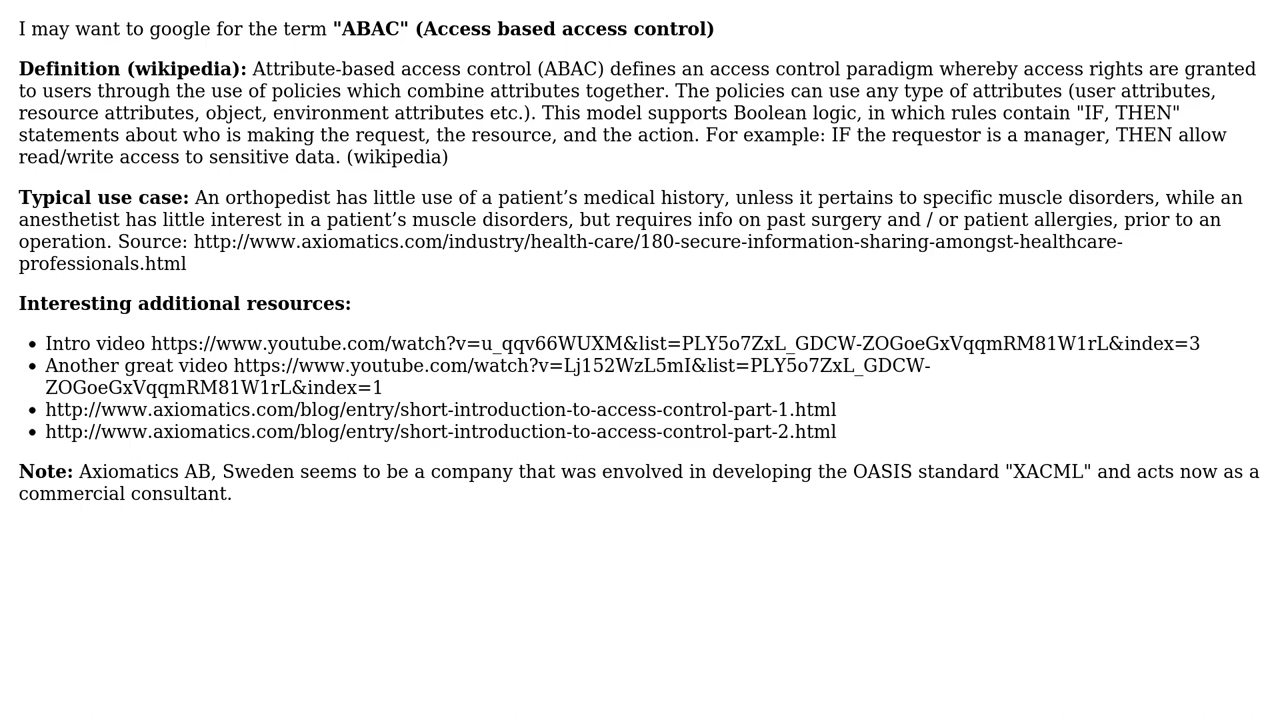 I may want to google for the term "ABAC" (Access based access control)
Definition (wikipedia): Attribute-based access control (ABAC) defines an access control paradigm whereby access rights are granted
to users through the use of policies which combine attributes together. The policies can use any type of attributes (user attributes,
resource attributes, object, environment attributes etc.). This model supports Boolean logic, in which rules contain "IF, THEN"
statements about who is making the request, the resource, and the action. For example: IF the requestor is a manager, THEN allow
read/write access to sensitive data. (wikipedia)
Typical use case: An orthopedist has little use of a patient’s medical history, unless it pertains to specific muscle disorders, while an
anesthetist has little interest in a patient’s muscle disorders, but requires info on past surgery and / or patient allergies, prior to an
operation. Source: http://www.axiomatics.com/industry/health-care/180-secure-information-sharing-amongst-healthcare-
professionals.html
Interesting additional resources:
• Intro video https://www.youtube.com/watch?v=u_qqv66WUXM&list=PLY5o7ZxL_GDCW-ZOGoeGxVqqmRM81W1rL&index=3
• Another great video https://www.youtube.com/watch?v=Lj152WzL5mI&list=PLY5o7ZxL_GDCW-
ZOGoeGxVqqmRM81W1rL&index=1
• http://www.axiomatics.com/blog/entry/short-introduction-to-access-control-part-1.html
• http://www.axiomatics.com/blog/entry/short-introduction-to-access-control-part-2.html
Note: Axiomatics AB, Sweden seems to be a company that was envolved in developing the OASIS standard "XACML" and acts now as a
commercial consultant.